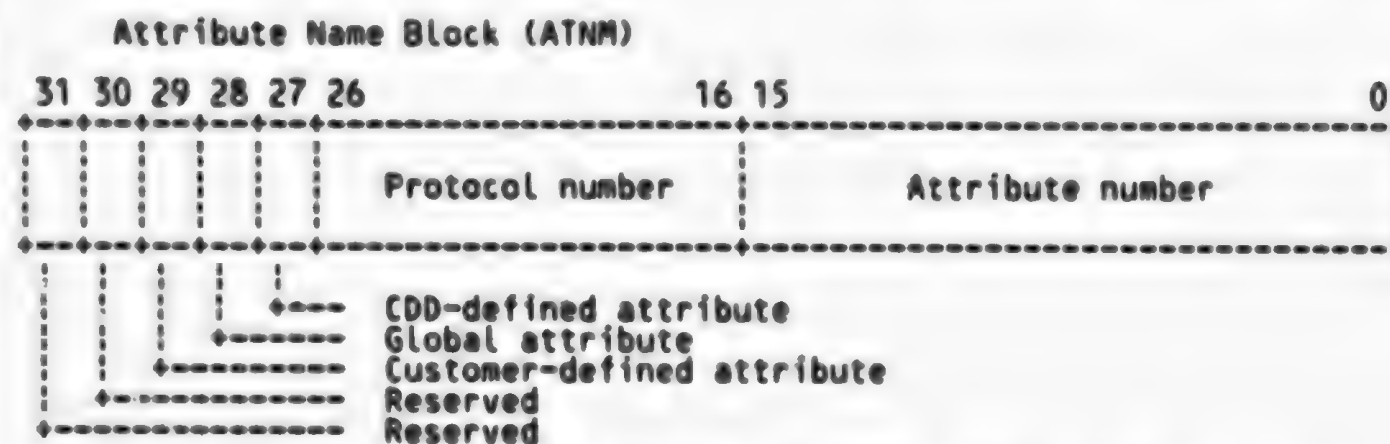 Attribute Name Block (ATNM)
31 30 29 28 27 26 16 15 0
Protocol number Attribute number
CDD-defined attribute
Global attribute
Customer-defined attribute
Reserved
Reserved